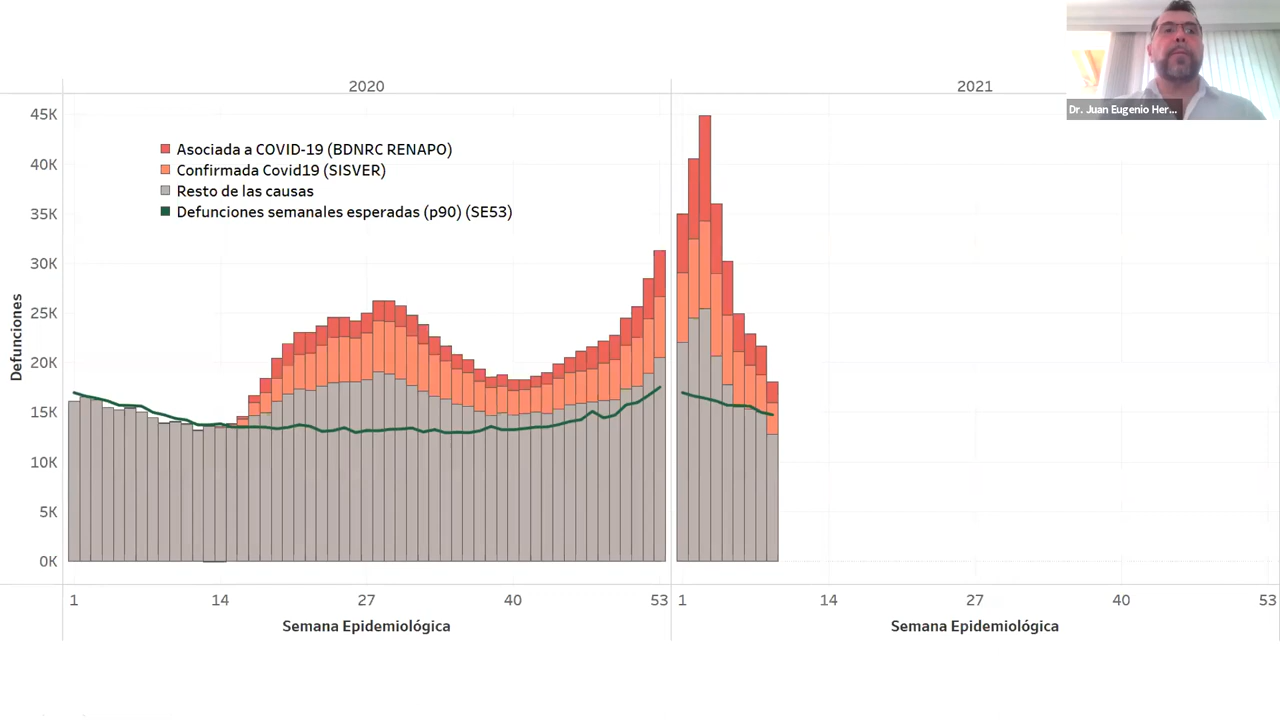 2020
2021
Dr. Juan Eugenio Her...
45K
40K
35K
30K
25K
20K
15K
10K
5K
0K
Defunciones
Asociada a COVID-19 (BDNRC RENAPO)
Confirmada Covid19 (SISVER)
Resto de las causas
Defunciones semanales esperadas (p90) (SE53)
1 14 27 40 53 1 14 27 40 53
Semana Epidemiológica
Semana Epidemiológica